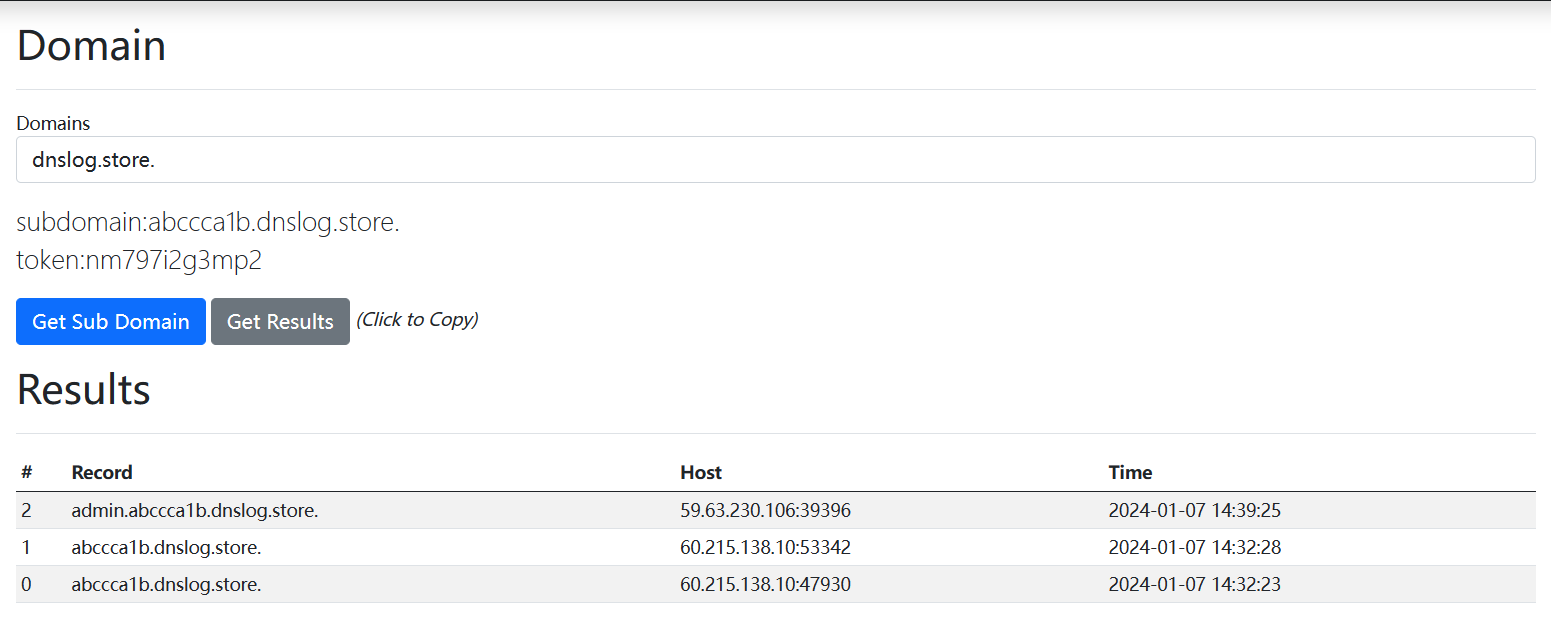 Domain
Domains
dnslog.store.
subdomain:abccca1b.dnslog.store.
token:nm797i2g3mp2
Get Sub Domain Get Results (Click to Copy)
Results
# Record Host Time
2 admin.abccca1b.dnslog.store. 59.63.230.106:39396 2024-01-07 14:39:25
1 abccca1b.dnslog.store. 60.215.138.10:53342 2024-01-07 14:32:28
0 abccca1b.dnslog.store. 60.215.138.10:47930 2024-01-07 14:32:23